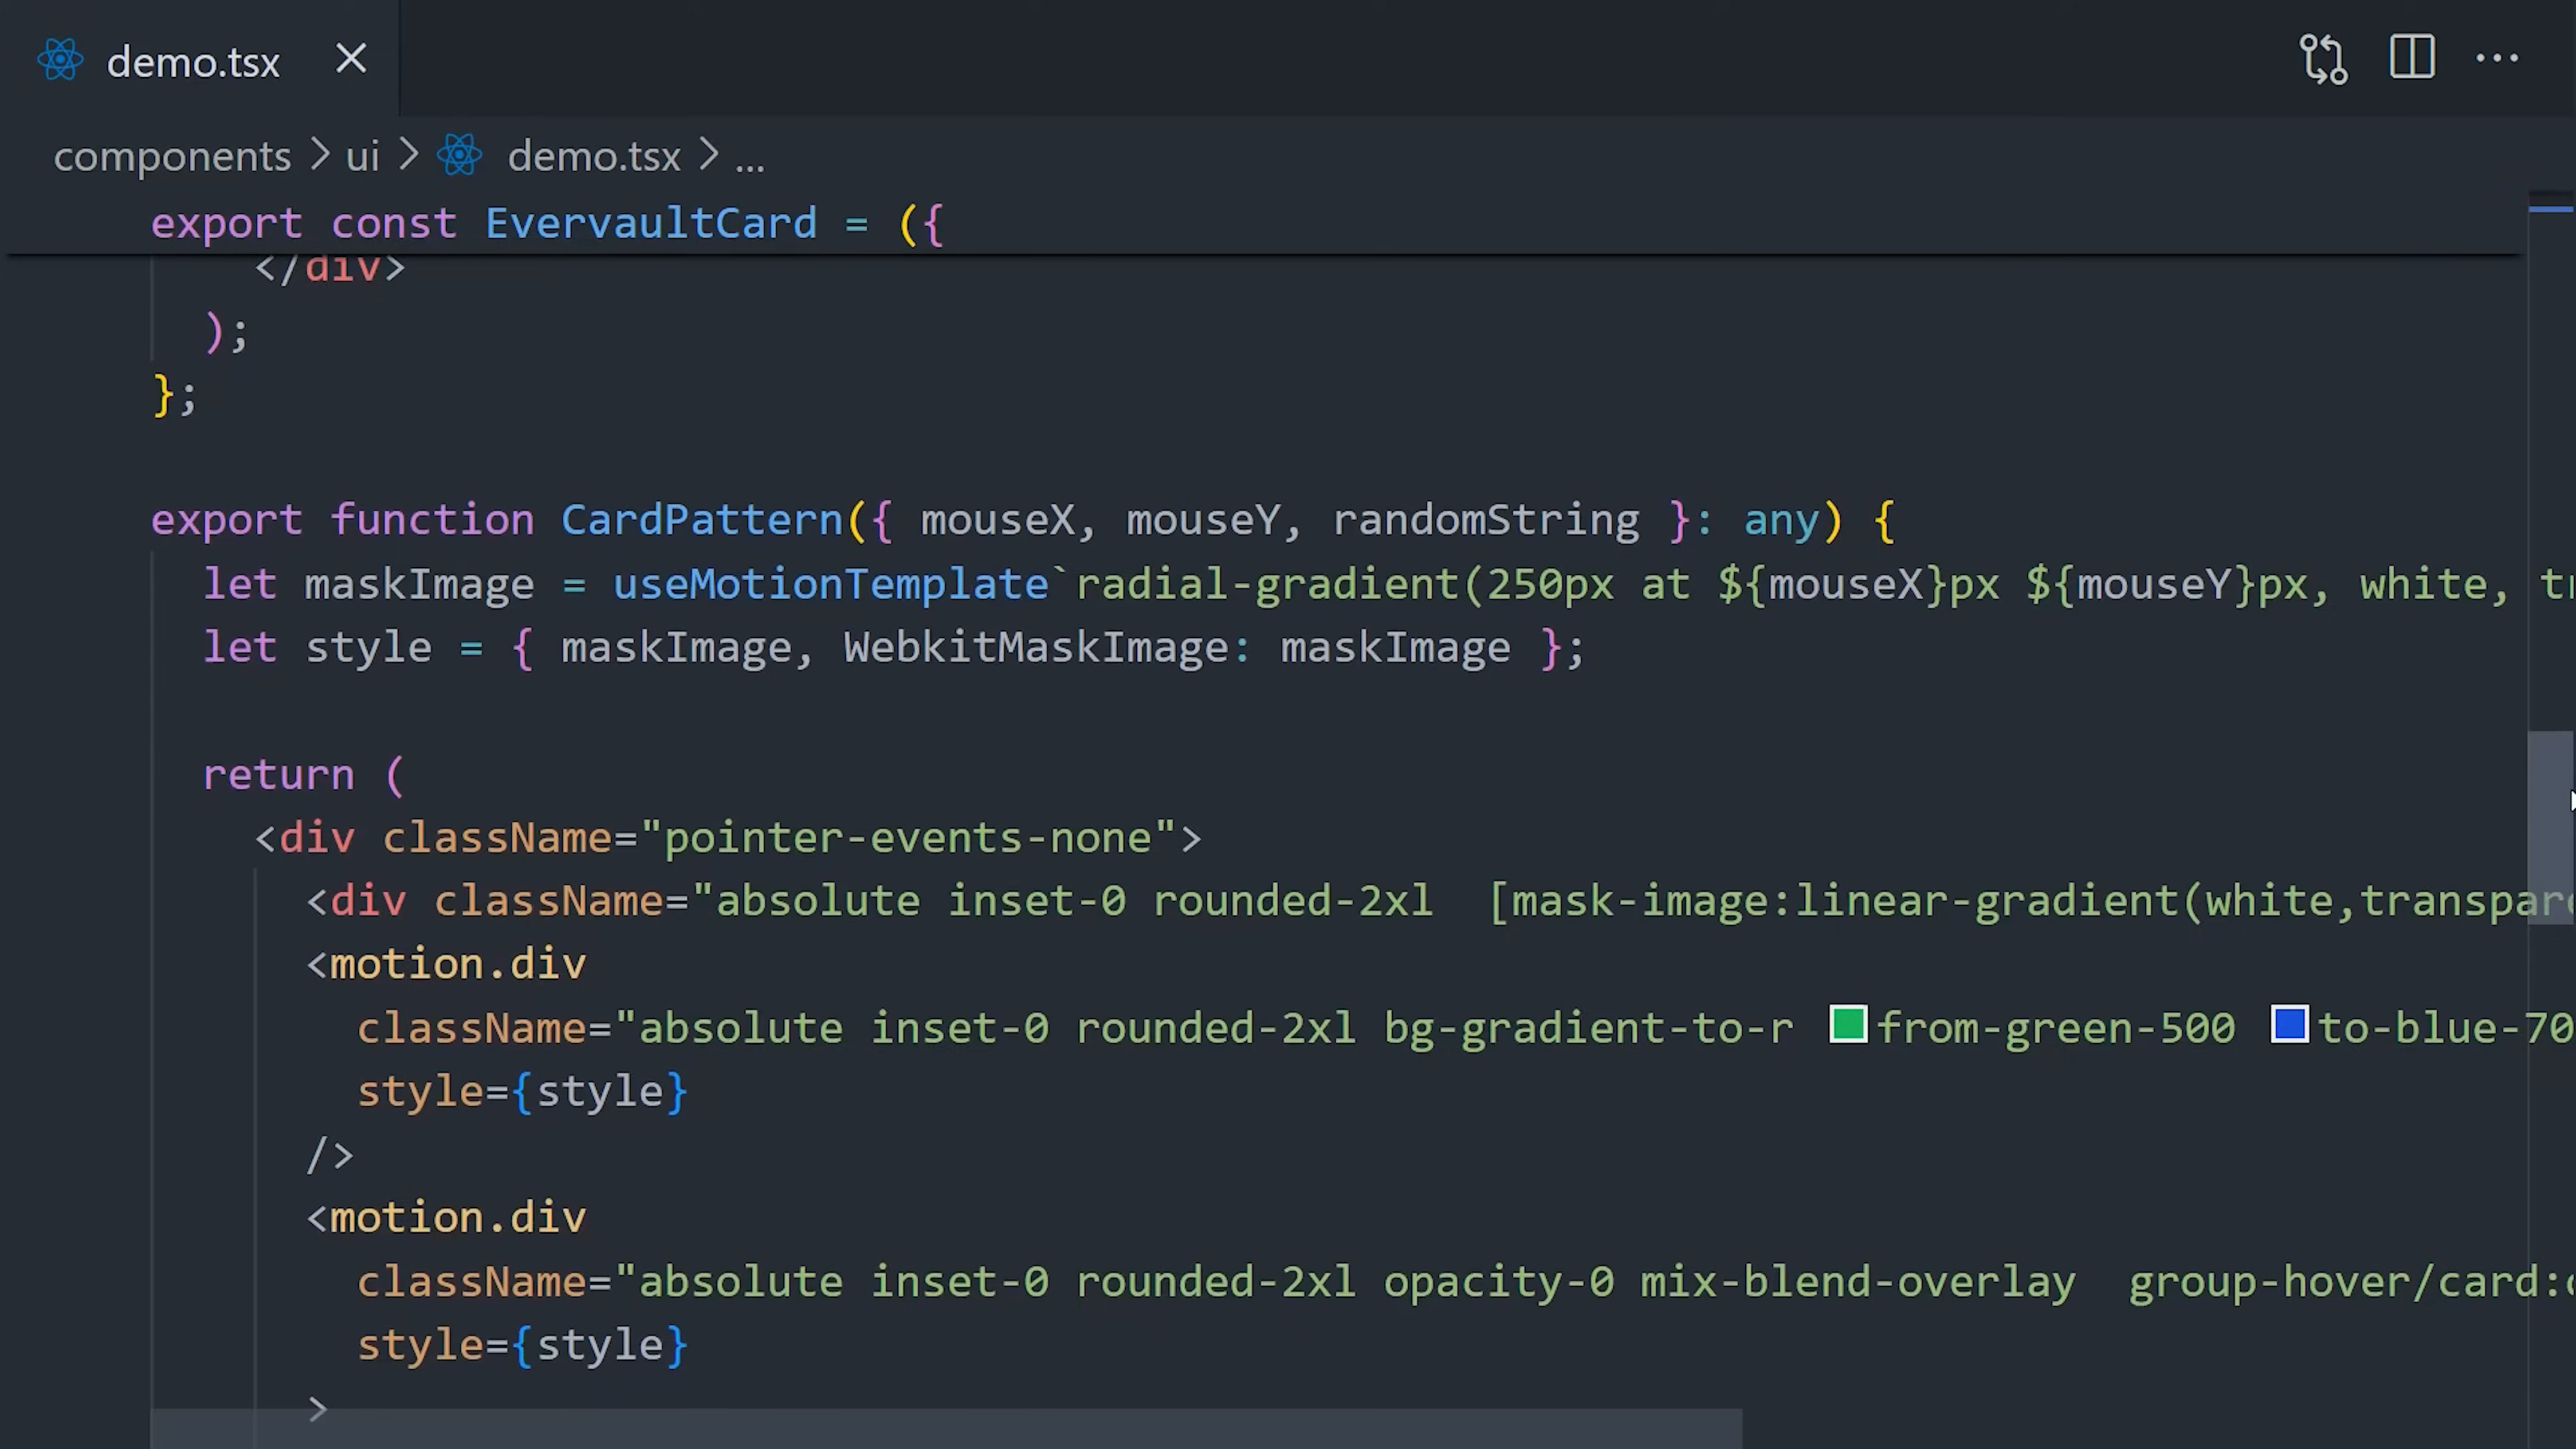 demo.tsx
components > ui > demo.tsx > ...
export const EvervaultCard = ({
</div>
);
};
export function CardPattern({ mouseX, mouseY, randomString }: any) {
let maskImage = useMotionTemplate`radial-gradient(250px at ${mouseX}px ${mouseY}px, white,
let style = { maskImage, WebkitMaskImage: maskImage };
return (
<div className="pointer-events-none">
<div className="absolute inset-0 rounded-2xl  [mask-image:linear-gradient(white,transpare
<motion.div
className="absolute inset-0 rounded-2xl bg-gradient-to-r from-green-500 to-blue-70
style={style}
/>
<motion.div
className="absolute inset-0 rounded-2xl opacity-0 mix-blend-overlay  group-hover/card:
style={style}
>